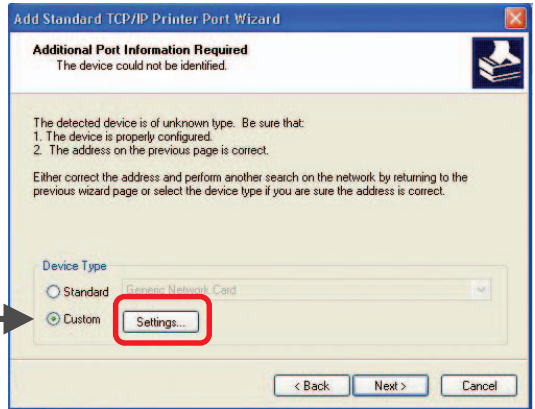 Add Standard TCP/IP Printer Port Wizard
Additional Port Information Required
The device could not be identified.
The detected device is of unknown type.  Be sure that:
1. The device is properly configured.
2.  The address on the previous page is correct.
Either correct the address and perform another search on the network by returning to the
previous wizard page or select the device type if you are sure the address is correct.
Device Type
Standard
Generic Network Card
Custom
Settings...
< Back
Next >
Cancel